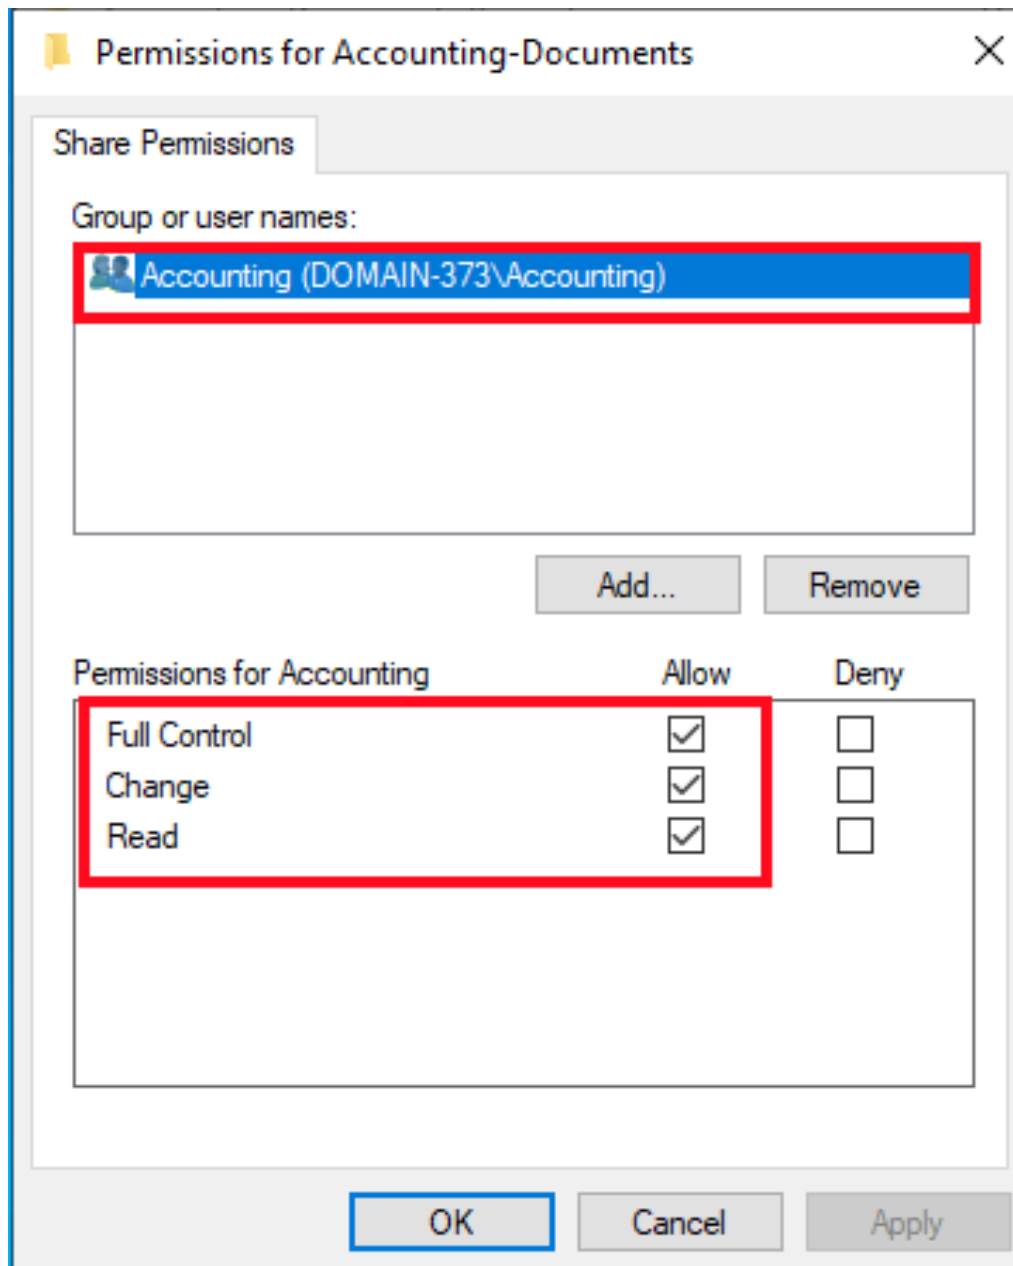 Permissions for Accounting-Documents
Share Permissions
Group or user names:
Accounting (DOMAIN-373\Accounting)
Add... Remove
Permissions for Accounting Allow Deny
Full Control
Change
Read
OK Cancel Apply